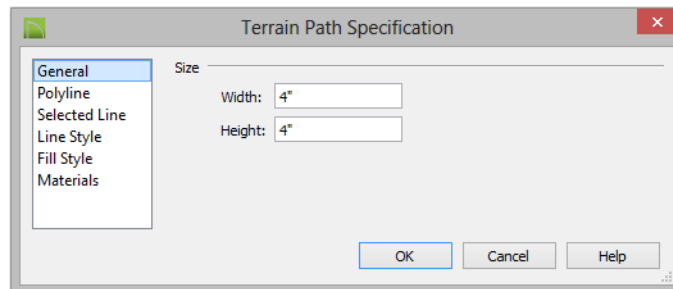 Terrain Path Specification
General
Polyline
Selected Line
Line Style
Fill Style
Materials
Size
Width: 4"
Height: 4"
OK Cancel Help